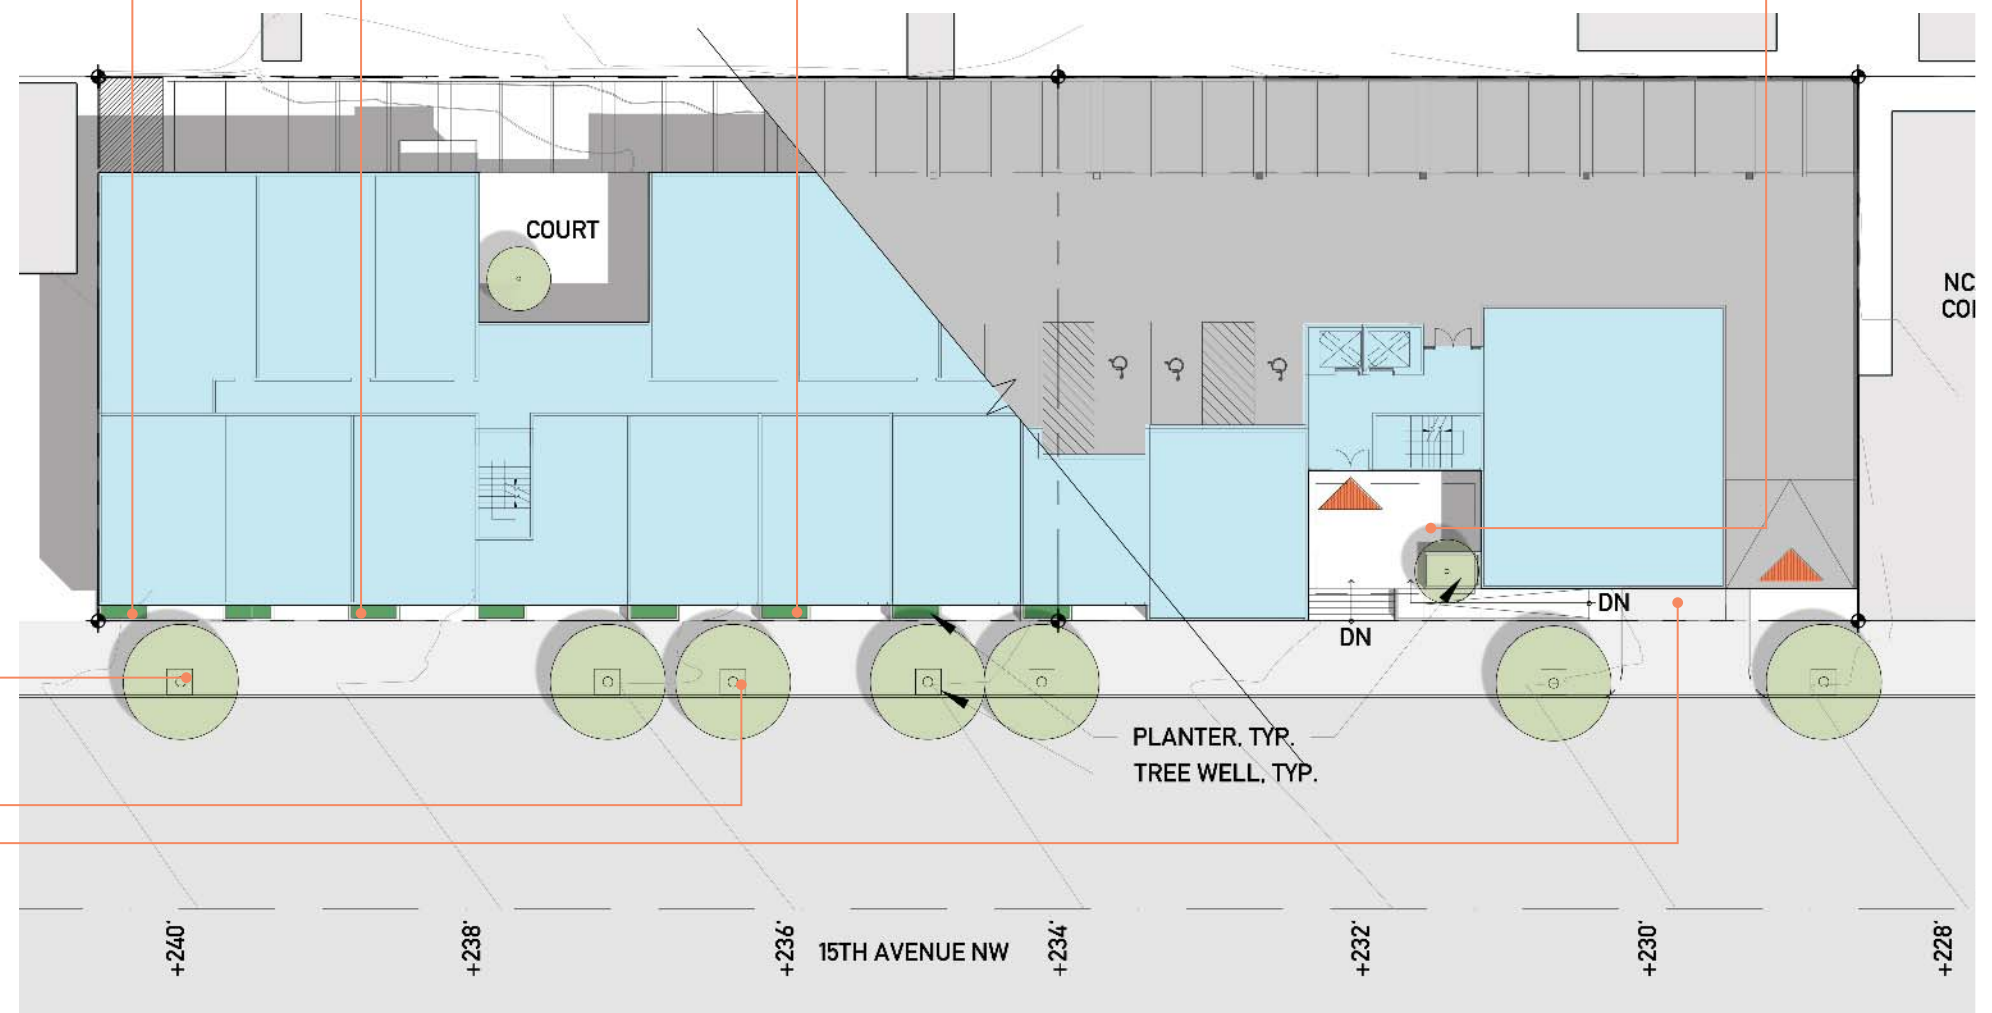 COURT
NC
CO
DN
DN
PLANTER, TYP.
TREE WELL, TYP.
+240'
+238'
+236'
15TH AVENUE NW
+234'
+232'
+230'
+228'